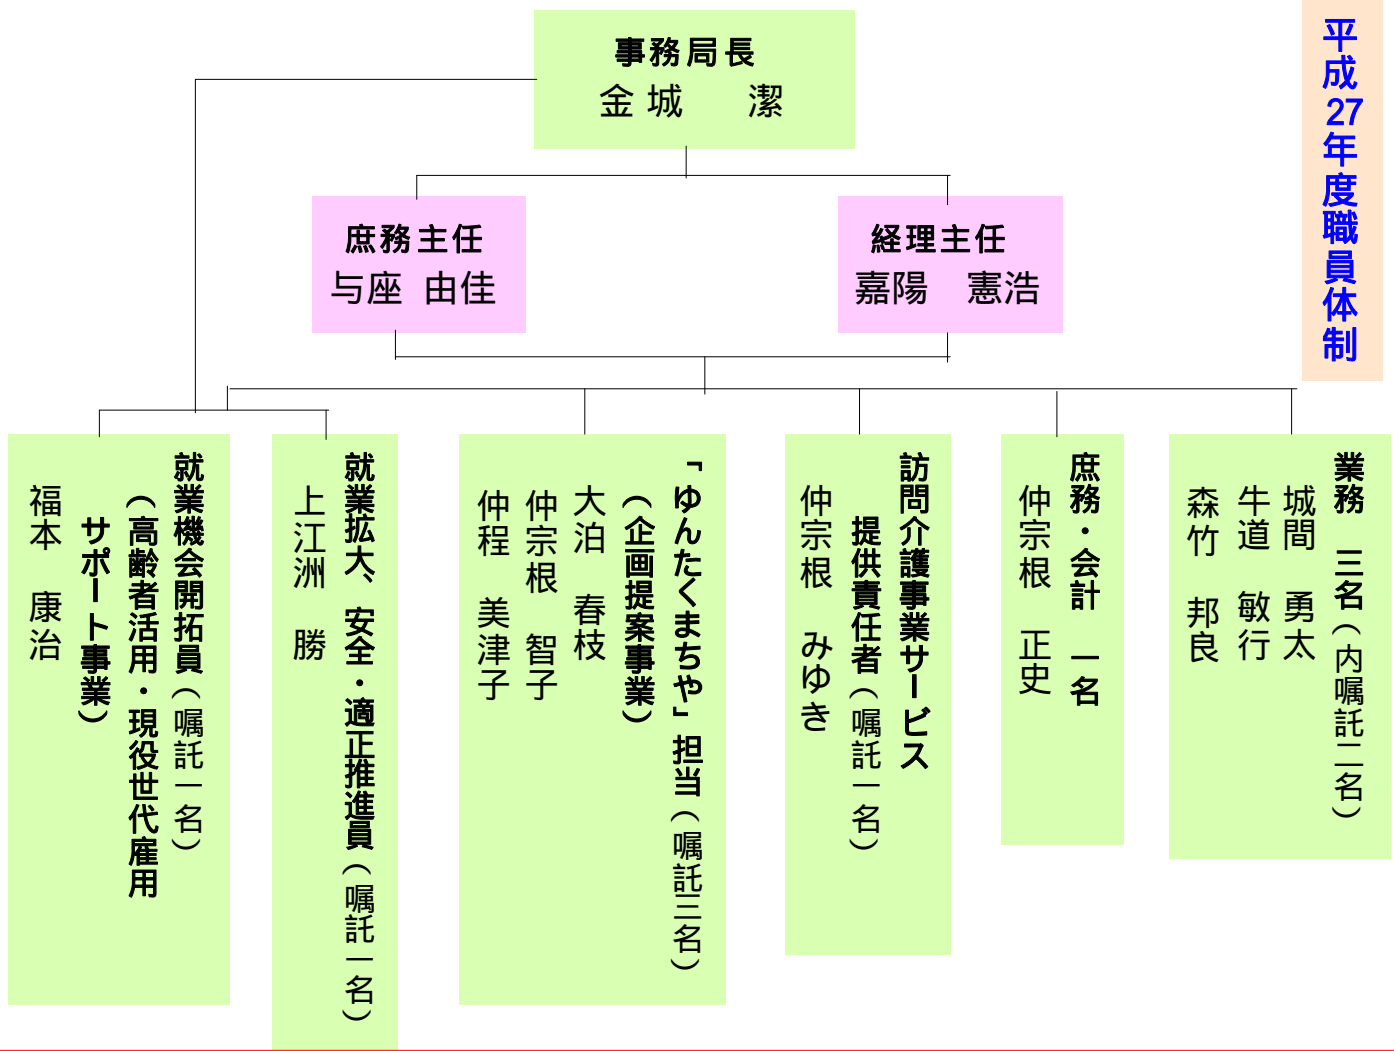 平成27年度職員体制
事務局長
金城　潔
庶務主任
与座 由佳
経理主任
嘉陽　憲浩
業務　三名（内嘱託二名）
城間　勇太
牛道　敏行
森竹　邦良
庶務・会計　一名
仲宗根　正史
訪問介護事業サービス
提供責任者（嘱託一名）
仲宗根　みゆき
「ゆんたくまちや」担当（嘱託三名）
（企画提案事業）
大泊　春枝
仲宗根　智子
仲程　美津子
就業拡大、安全・適正推進員（嘱託一名）
上江洲　勝
就業機会開拓員（嘱託一名）
（高齢者活用・現役世代雇用
サポート事業）
福本　康治